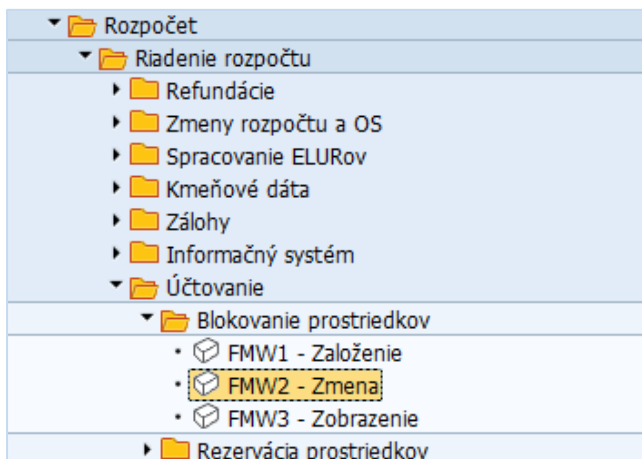 Rozpočet
Riadenie rozpočtu
Refundácie
Zmeny rozpočtu a OS
Spracovanie ELURov
Kmeňové dáta
Zálohy
Informačný systém
Účtovanie
Blokovanie prostriedkov
FMW1 - Založenie
FMW2 - Zmena
FMW3 - Zobrazenie
Rezervácia prostriedkov